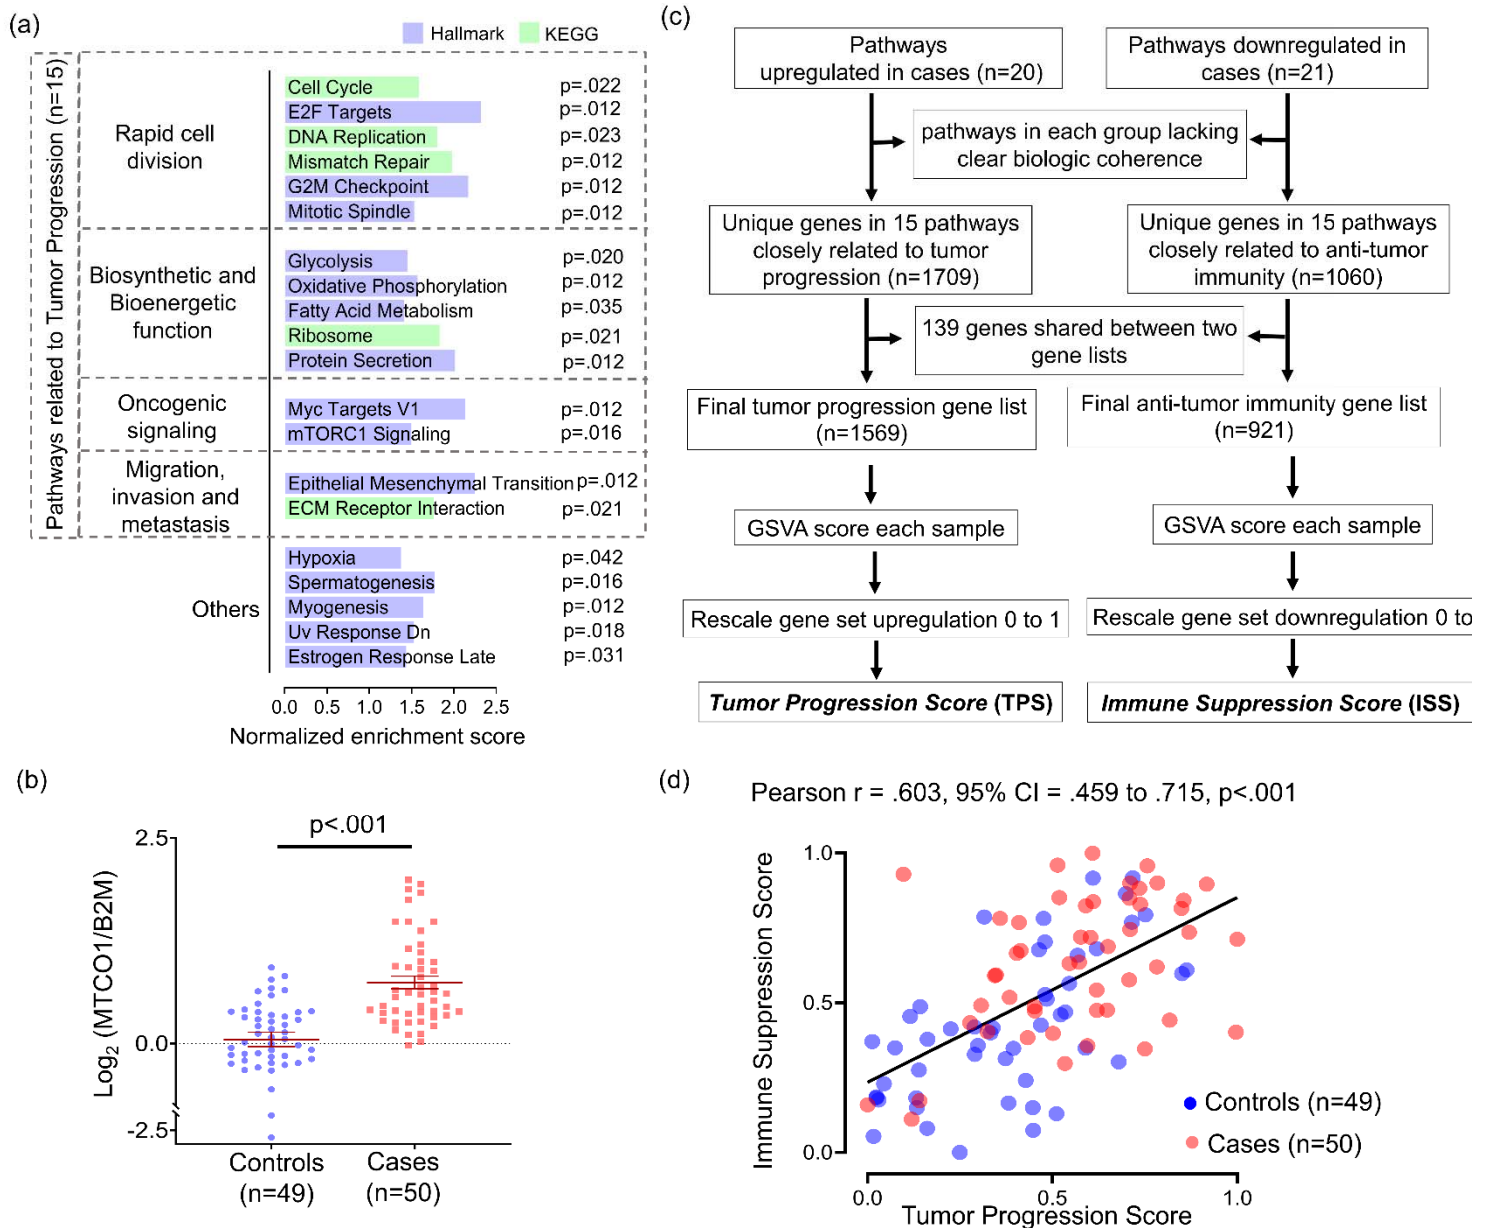 (a)
Hallmark
KEGG
Pathways related to Tumor Progression (n=15)
Rapid cell
division
Cell Cycle p=.022
E2F Targets p=.012
DNA Replication p=.023
Mismatch Repair p=.012
G2M Checkpoint p=.012
Mitotic Spindle p=.012
Biosynthetic and
Bioenergetic
function
Glycolysis p=.020
Oxidative Phosphorylation p=.012
Fatty Acid Metabolism p=.035
Ribosome p=.021
Protein Secretion p=.012
Oncogenic
signaling
Myc Targets V1 p=.012
mTORC1 Signaling p=.016
Migration,
invasion and
metastasis
Epithelial Mesenchymal Transition p=.012
ECM Receptor Interaction p=.021
Others
Hypoxia p=.042
Spermatogenesis p=.016
Myogenesis p=.012
Uv Response Dn p=.018
Estrogen Response Late p=.031
0.0 0.5 1.0 1.5 2.0 2.5
Normalized enrichment score
(b)
p<.001
Log2 (MTCO1/B2M)
2.5
0.0
-2.5
Controls
(n=49)
Cases
(n=50)
(c)
Pathways
upregulated in cases (n=20)
Pathways downregulated in
cases (n=21)
pathways in each group lacking
clear biologic coherence
Unique genes in 15 pathways
closely related to tumor
progression (n=1709)
Unique genes in 15 pathways
closely related to anti-tumor
immunity (n=1060)
139 genes shared between two
gene lists
Final tumor progression gene list
(n=1569)
Final anti-tumor immunity gene list
(n=921)
GSVA score each sample
GSVA score each sample
Rescale gene set upregulation 0 to 1
Rescale gene set downregulation 0 to
Tumor Progression Score (TPS)
Immune Suppression Score (ISS)
(d)
Pearson r = .603, 95% CI = .459 to .715, p<.001
Immune Suppression Score
1.0
0.5
0.0
Controls (n=49)
Cases (n=50)
0.0 0.5 1.0
Tumor Progression Score